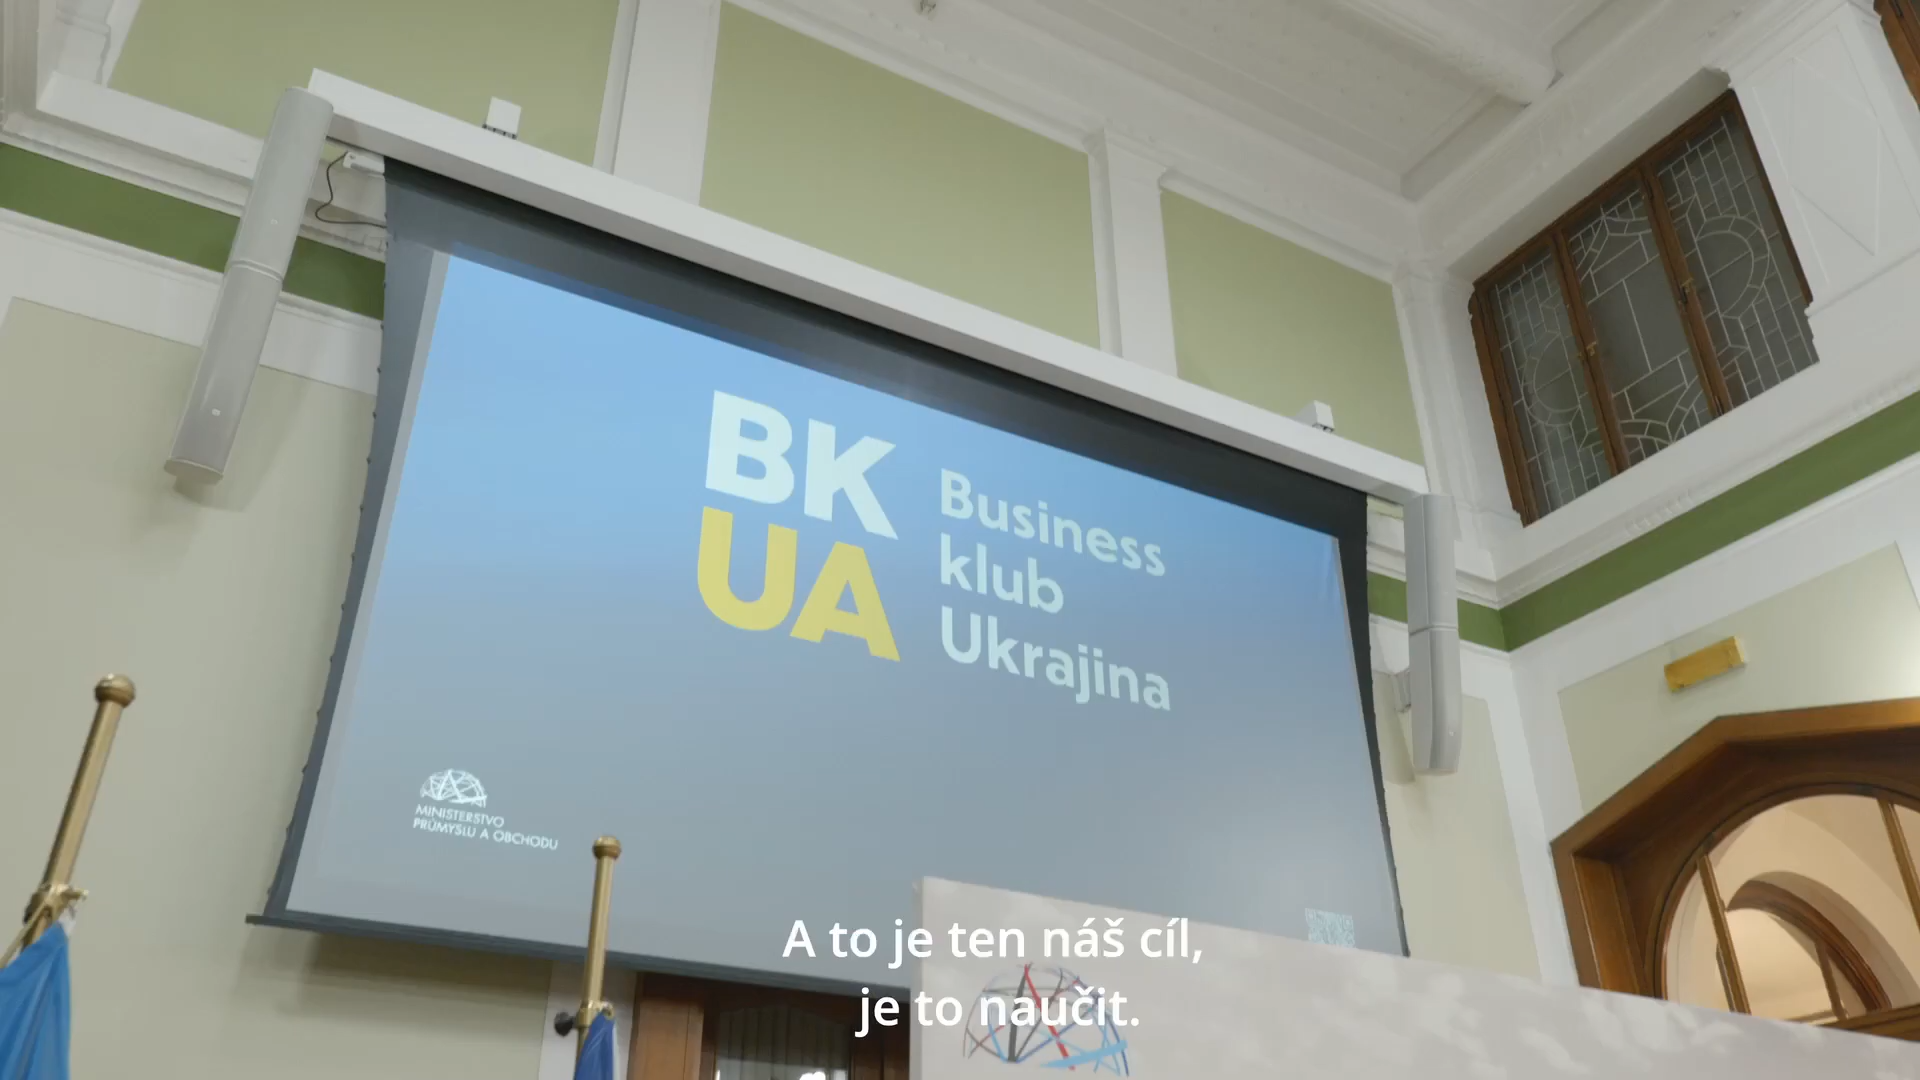 BK
UA
Business
klub
Ukrajina
MINISTERSTVO
PRŮMYSLU A OBCHODU
A to je ten náš cíl,
je to naučit.